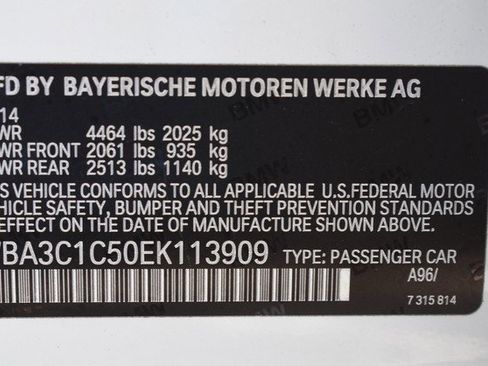 FD BY BAYERISCHE MOTOREN WERKE AG
14
WR 4464 lbs 2025 kg
WR FRONT 2061 lbs 935 kg
WR REAR 2513 lbs 1140 kg
S VEHICLE CONFORMS TO ALL APPLICABLE U.S.FEDERAL MOTOR
VEHICLE SAFETY, BUMPER AND THEFT PREVENTION STANDARDS
EFFECT ON THE DATE OF MANUFACTURE SHOWN ABOVE.
BA3C1C50EK113909 TYPE: PASSENGER CAR
A96/
7 315 814